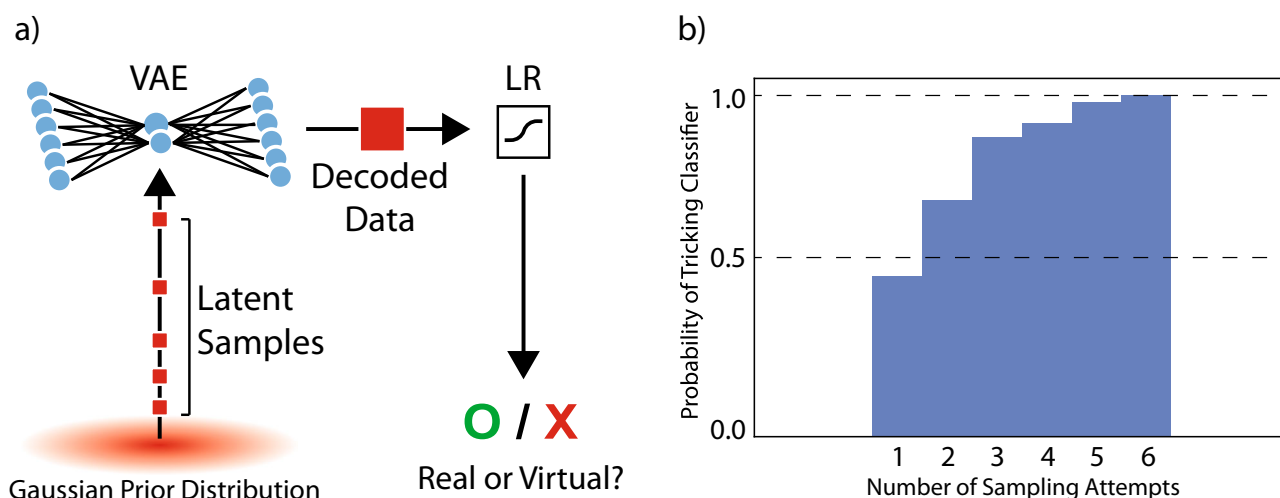 a)
VAE
LR
Decoded
Data
Latent
Samples
O / X
Real or Virtual?
Gaussian Prior Distribution
b)
Probability of Tricking Classifier
1.0
0.5
0.0
1 2 3 4 5 6
Number of Sampling Attempts